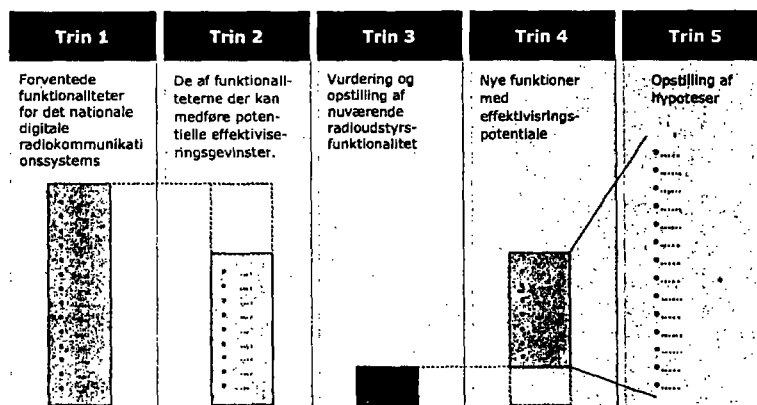 Trin 1
Forventede
funktionaliteter
for det nationale
digitale
radiokommunikati
onssystems
Trin 2
De af funktionali-
teterne der kan
medføre poten-
tielle effektivise-
ringsgevinster.
Trin 3
Vurdering og
opstilling af
nuværende
radioudstyrs-
funktionalitet
Trin 4
Nye funktioner
med
effektivisrings-
potentiale
Trin 5
Opstilling af
hypoteser